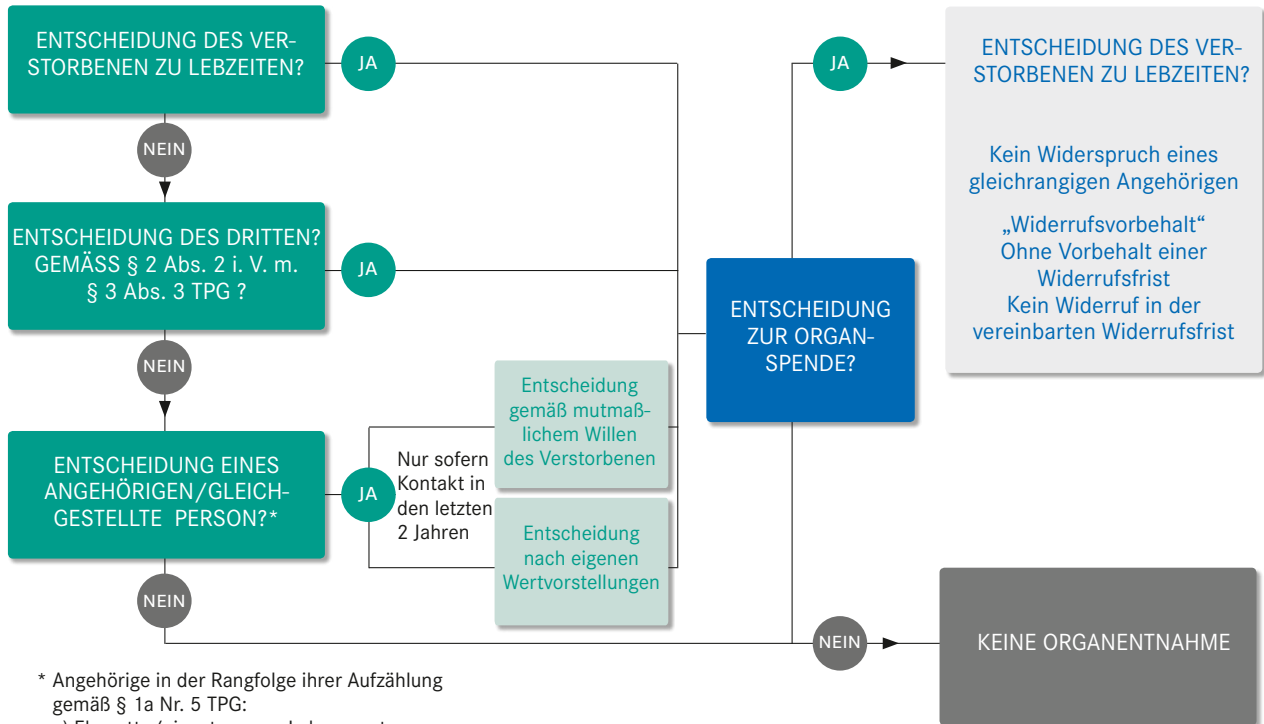 ENTSCHEIDUNG DES VER-
STORBENEN ZU LEBZEITEN?
JA
NEIN
ENTSCHEIDUNG DES DRITTEN?
GEMÄSS § 2 Abs. 2 i. V. m.
§ 3 Abs. 3 TPG ?
JA
NEIN
ENTSCHEIDUNG EINES
ANGEHÖRIGEN/GLEICH-
GESTELLTE PERSON?*
JA
NEIN
Nur sofern
Kontakt in
den letzten
2 Jahren
Entscheidung
gemäß mutmaß-
lichem Willen
des Verstorbenen
Entscheidung
nach eigenen
Wertvorstellungen
ENTSCHEIDUNG
ZUR ORGAN-
SPENDE?
JA
ENTSCHEIDUNG DES VER-
STORBENEN ZU LEBZEITEN?
Kein Widerspruch eines
gleichrangigen Angehörigen
„Widerrufsvorbehalt“
Ohne Vorbehalt einer
Widerrufsfrist
Kein Widerruf in der
vereinbarten Widerrufsfrist
NEIN
KEINE ORGANENTNAHME
* Angehörige in der Rangfolge ihrer Aufzählung
gemäß § 1a Nr. 5 TPG: